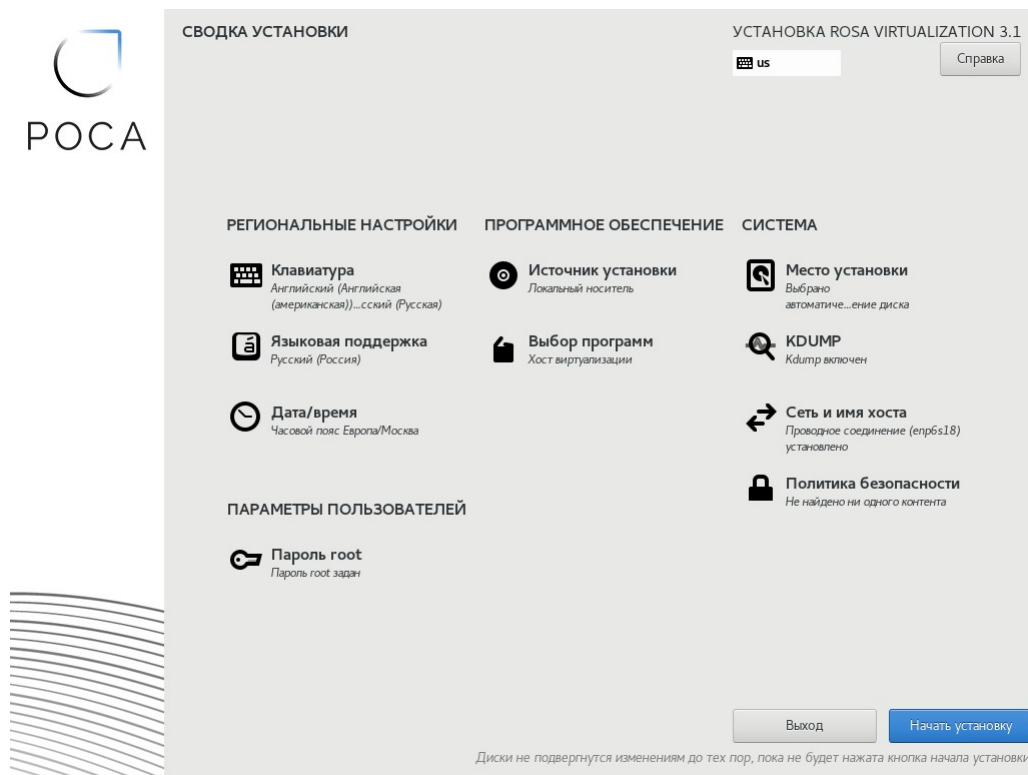 РОСА
СВОДКА УСТАНОВКИ
УСТАНОВКА ROSA VIRTUALIZATION 3.1
us
Справка
РЕГИОНАЛЬНЫЕ НАСТРОЙКИ
Клавиатура
Английский (Английская
(американская))...сский (Русская)
Языковая поддержка
Русский (Россия)
Дата/время
Часовой пояс Европа/Москва
ПАРАМЕТРЫ ПОЛЬЗОВАТЕЛЕЙ
Пароль root
Пароль root задан
ПРОГРАММНОЕ ОБЕСПЕЧЕНИЕ
Источник установки
Локальный носитель
Выбор программ
Хост виртуализации
СИСТЕМА
Место установки
Выбрано
автоматиче...ение диска
KDUMP
Kdump включен
Сеть и имя хоста
Проводное соединение (enp6s18)
установлено
Политика безопасности
Не найдено ни одного контента
Выход
Начать установку
Диски не подвергнутся изменениям до тех пор, пока не будет нажата кнопка начала установки